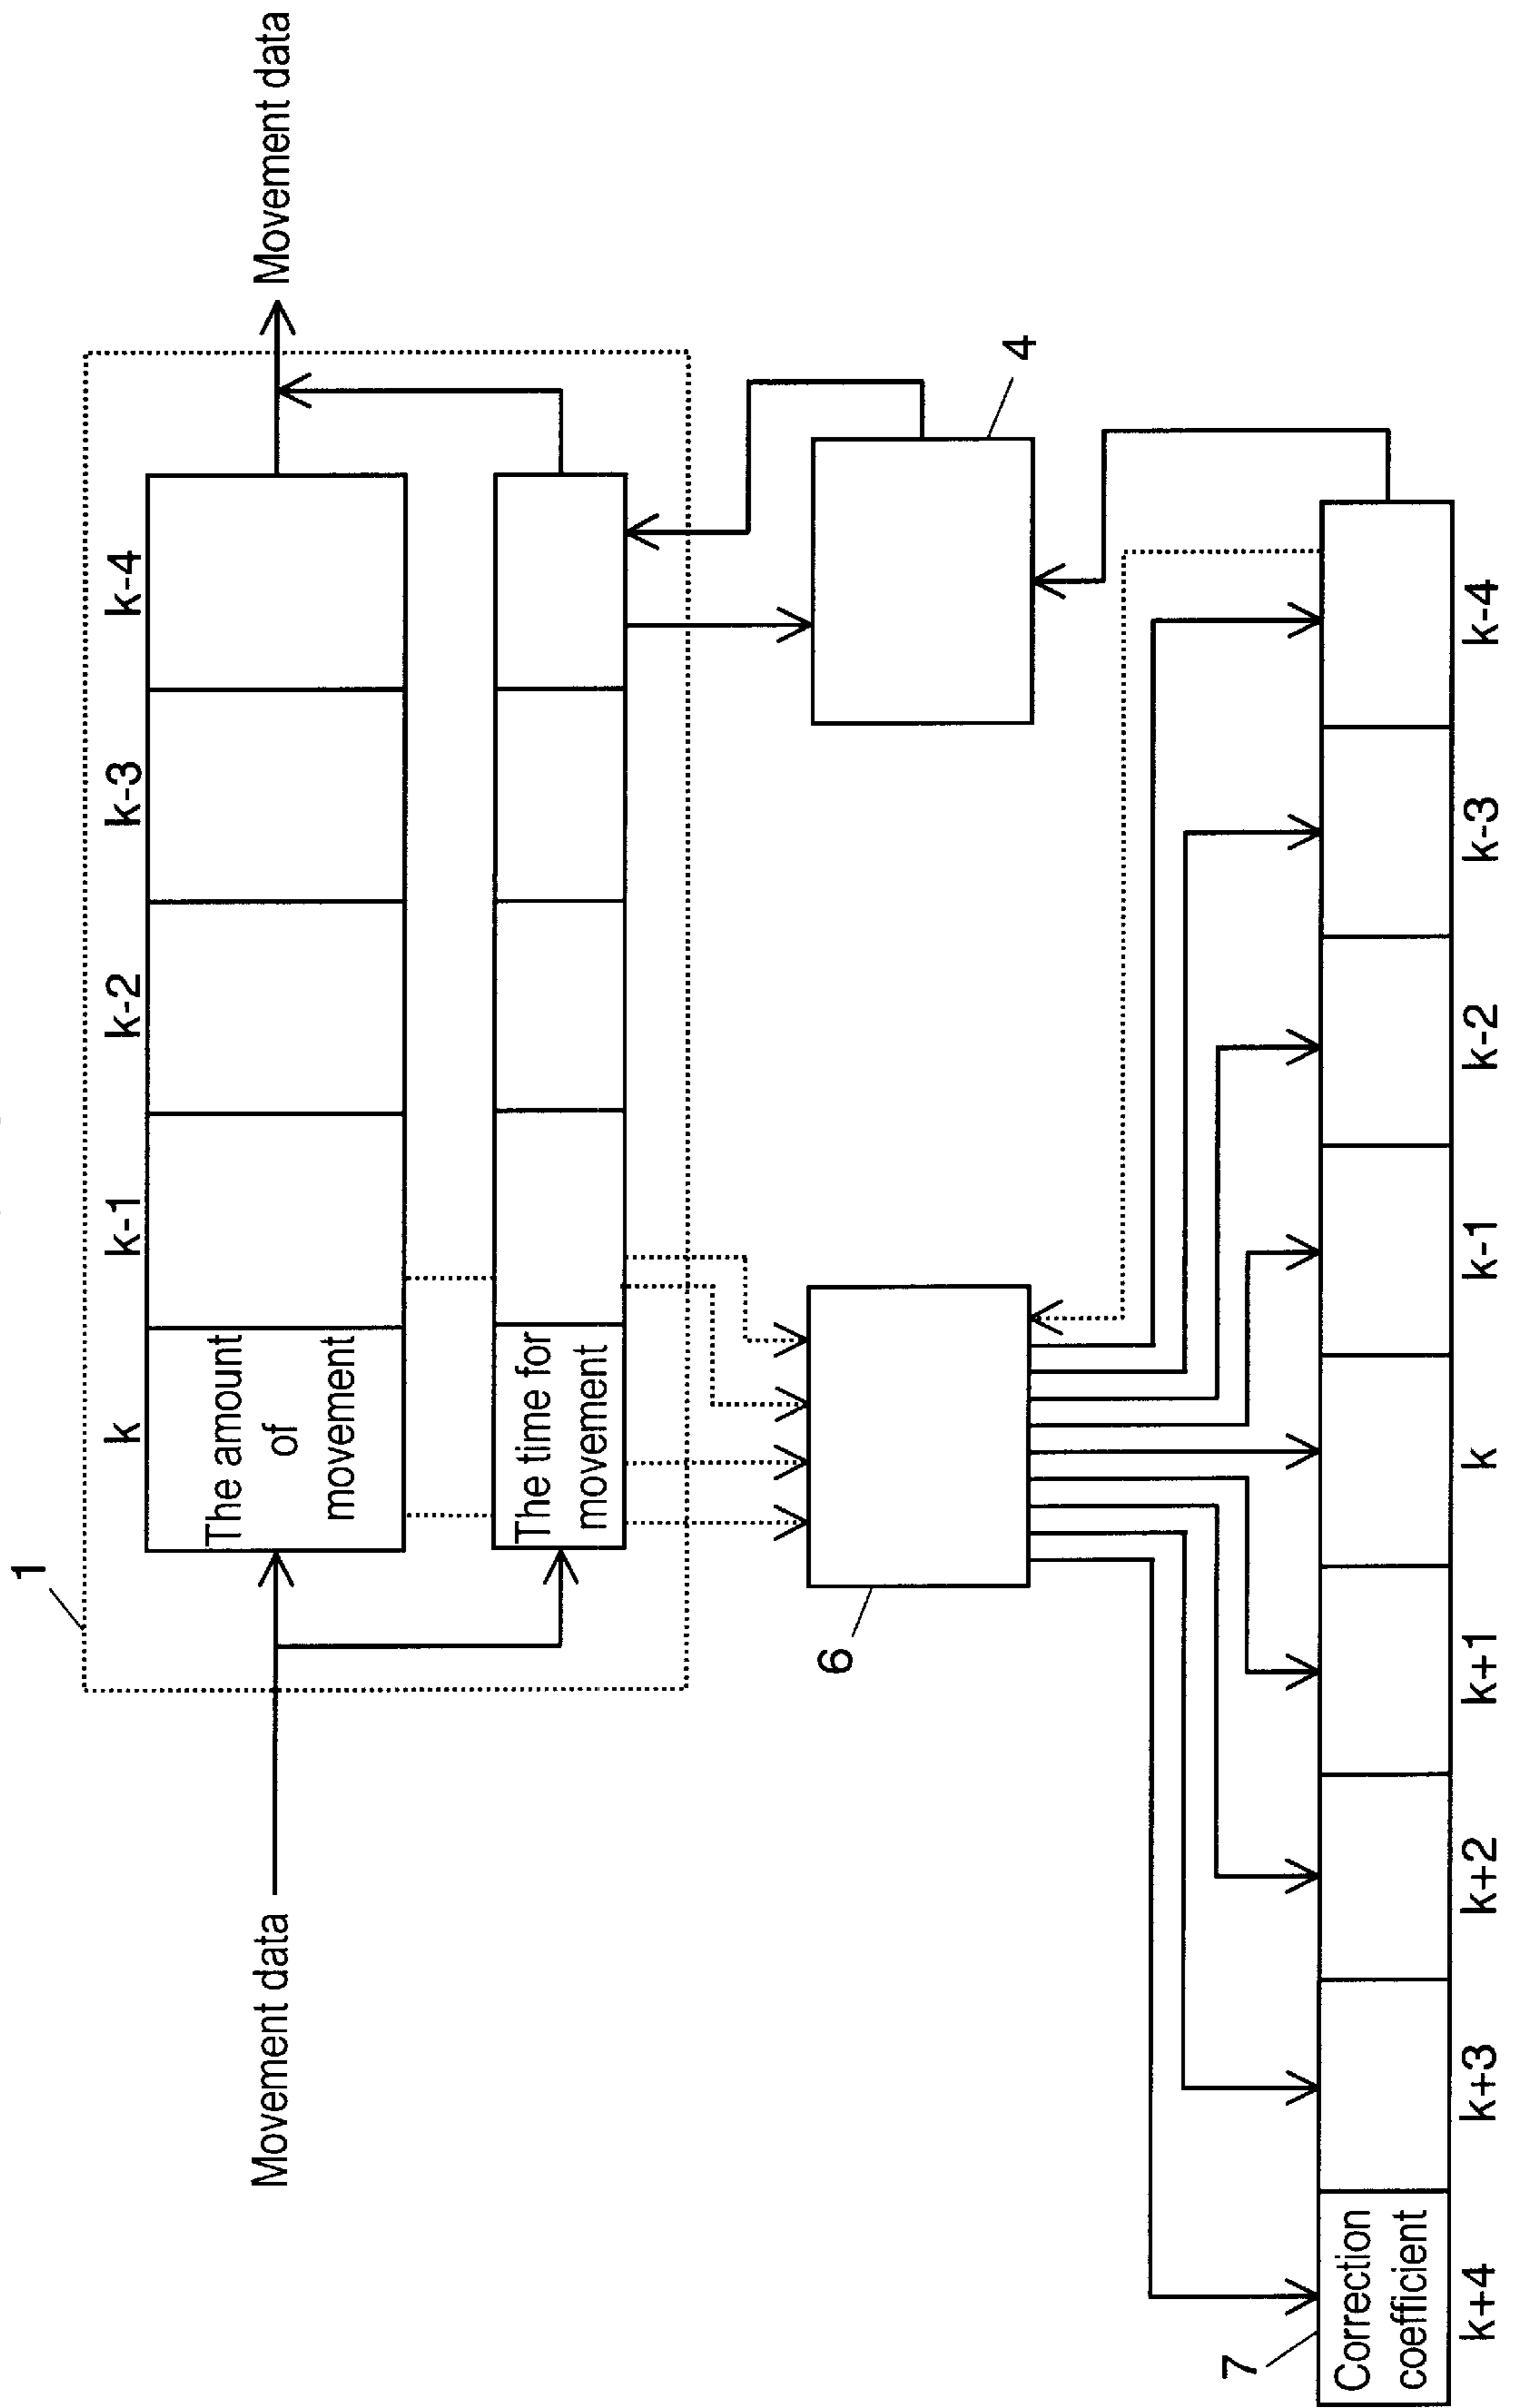 1
Movement data
Movement data
k
k-1
k-2
k-3
k-4
The amount
of
movement
The time for
movement
6
4
7
Correction
coefficient
k+4
k+3
k+2
k+1
k
k-1
k-2
k-3
k-4